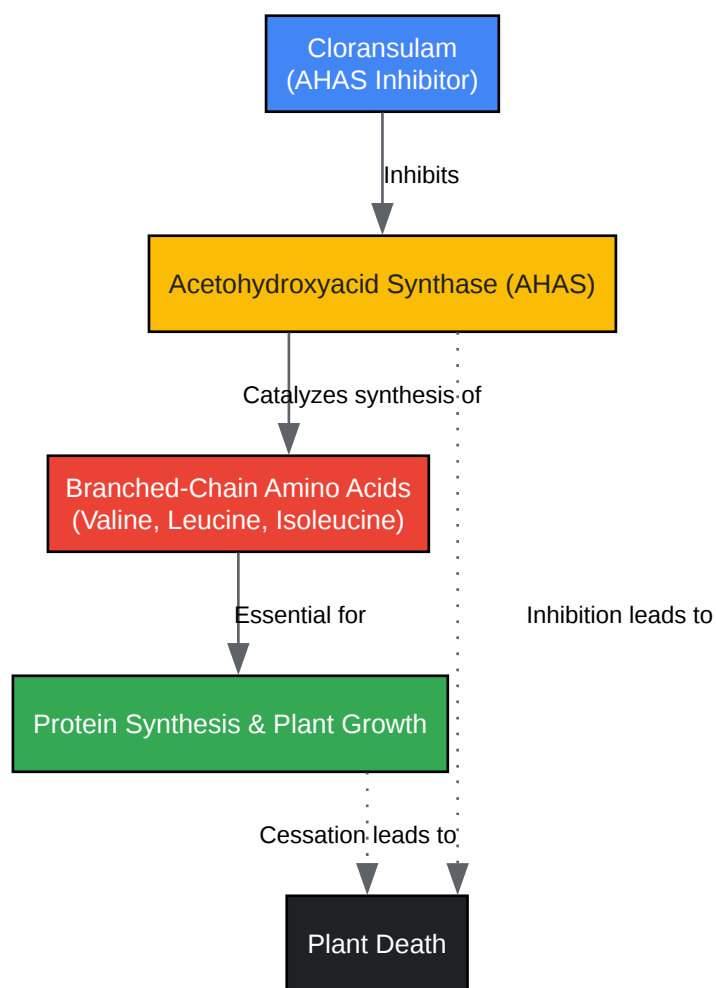 Cloransulam
(AHAS Inhibitor)
Inhibits
Acetohydroxyacid Synthase (AHAS)
Catalyzes synthesis of
Branched-Chain Amino Acids
(Valine, Leucine, Isoleucine)
Essential for
Inhibition leads to
Protein Synthesis & Plant Growth
Cessation leads to
Plant Death